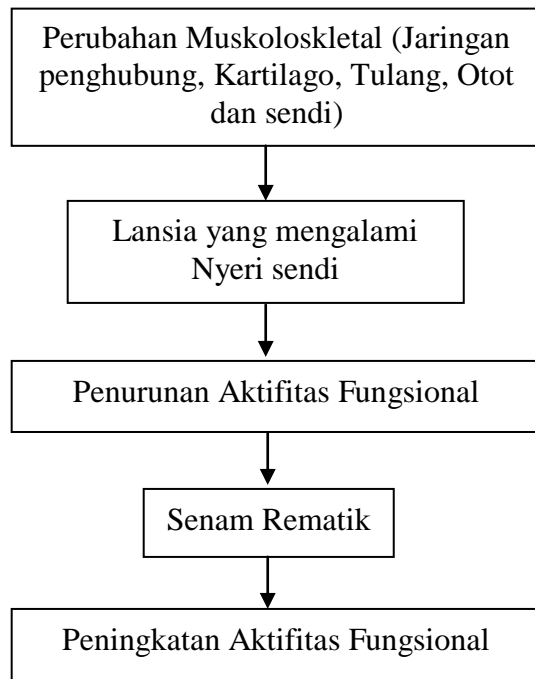 Perubahan Muskoloskletal (Jaringan
penghubung, Kartilago, Tulang, Otot
dan sendi)
Lansia yang mengalami
Nyeri sendi
Penurunan Aktifitas Fungsional
Senam Rematik
Peningkatan Aktifitas Fungsional